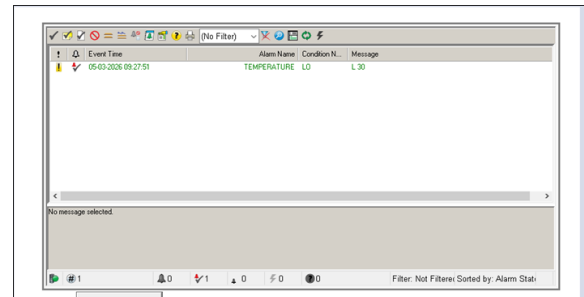 (No Filter)
! Event Time Alarm Name Condition N... Message
05-03-2026 09:27:51 TEMPERATURE LO L 30
No message selected.
# 1 0 1 0 0 0 Filter: Not Filtered Sorted by: Alarm State